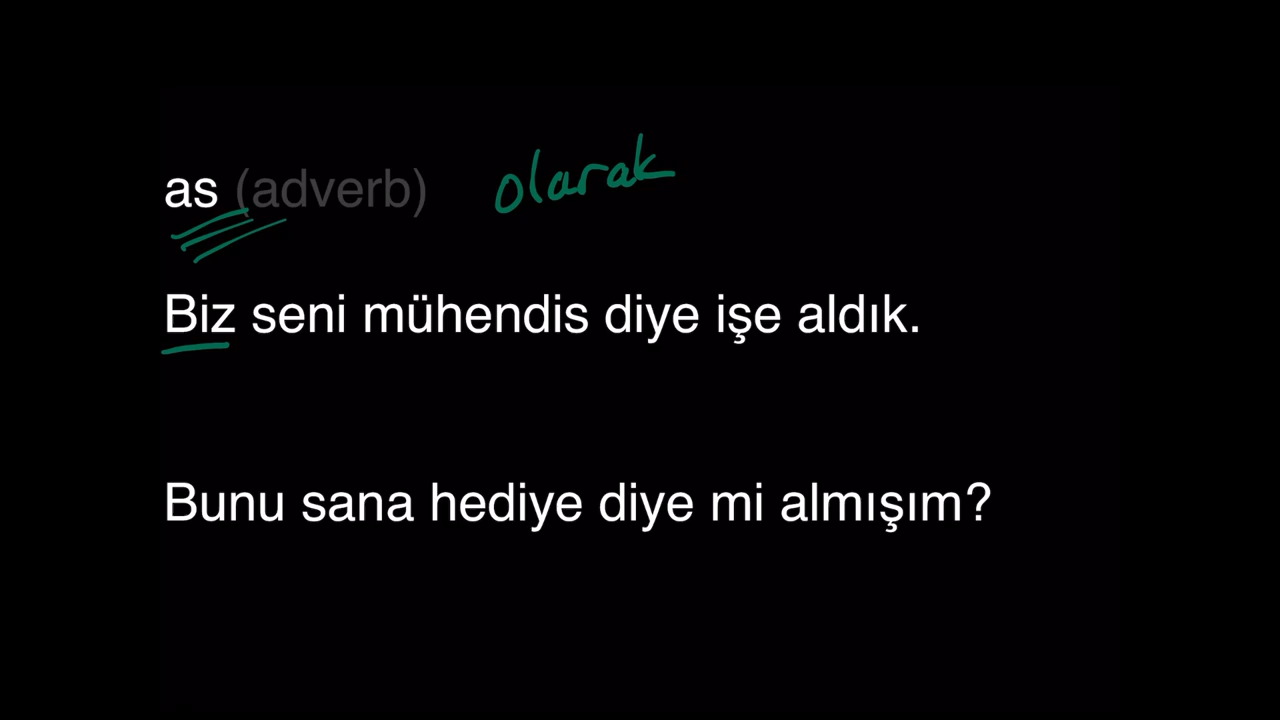 as (adverb) olarak
Biz seni mühendis diye işe aldık.
Bunu sana hediye diye mi almışım?